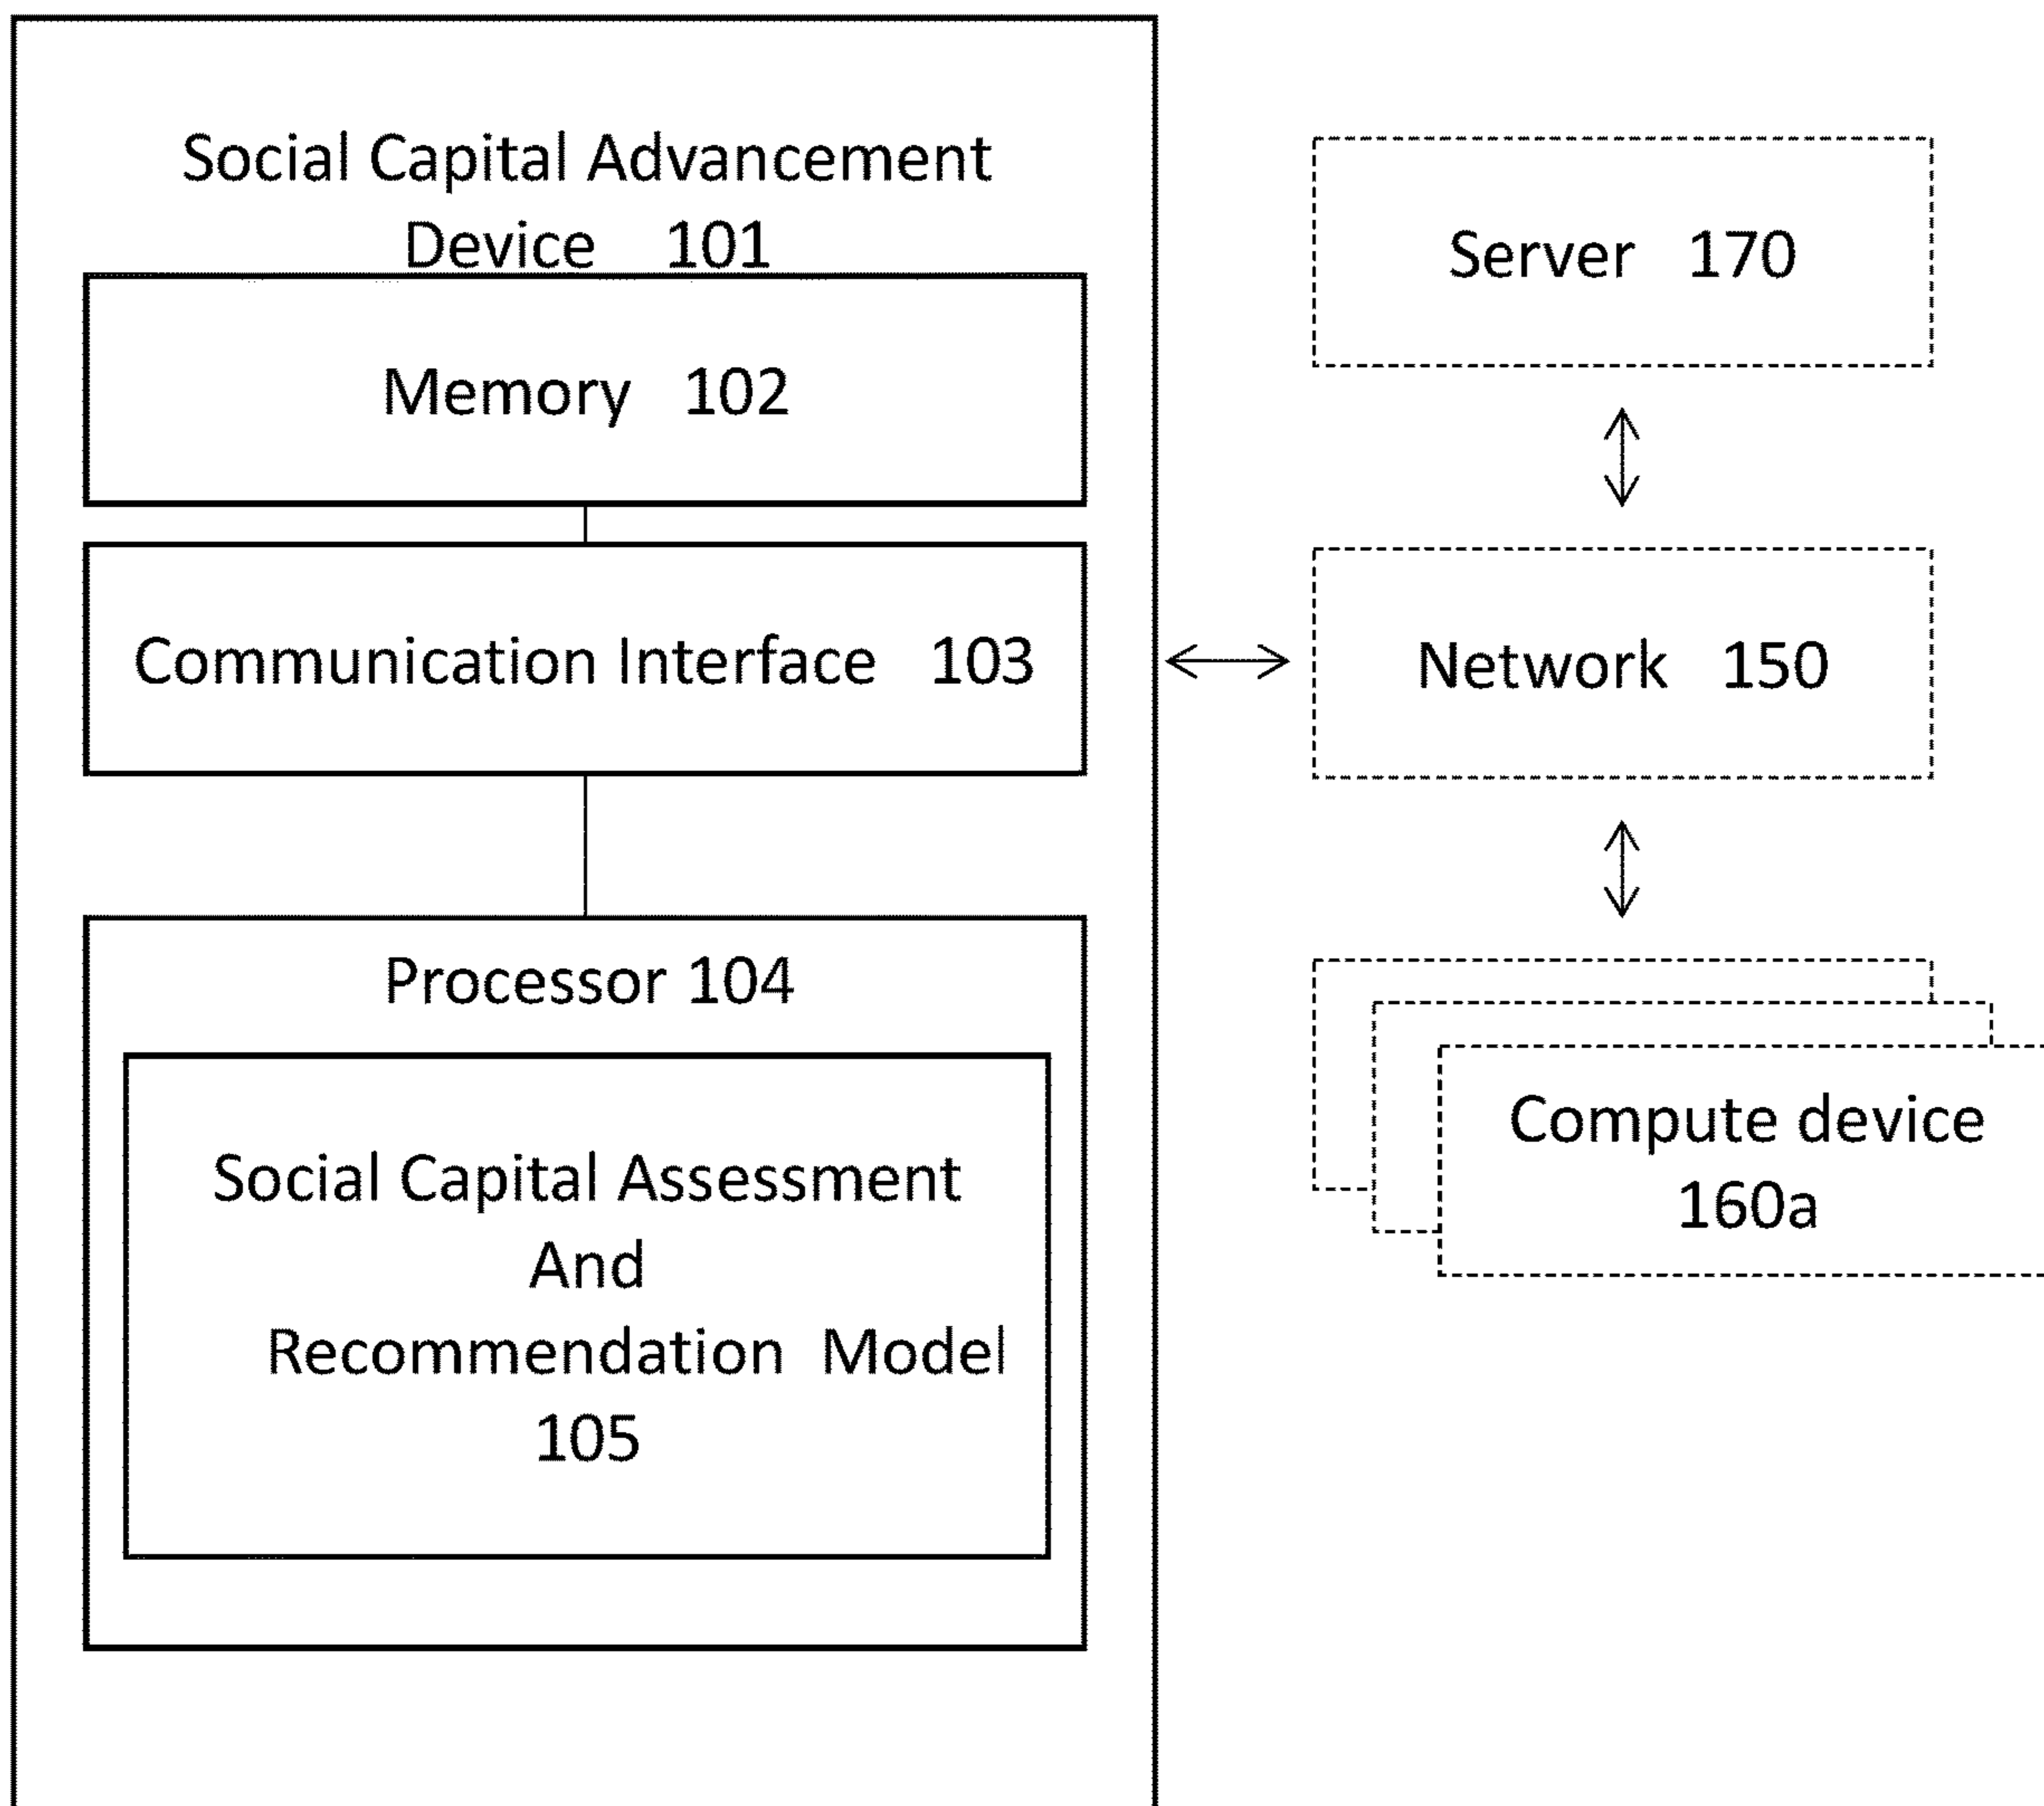 Social Capital Advancement
Device 101
Memory 102
Communication Interface 103
Processor 104
Social Capital Assessment
And
Recommendation Model
105
Server 170
Network 150
Compute device
160a